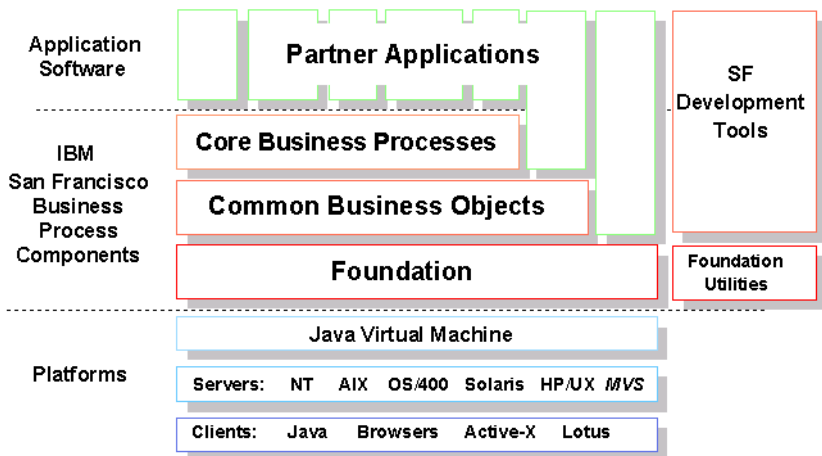 Application
Software
Partner Applications
SF
Development
Tools
IBM
San Francisco
Business
Process
Components
Core Business Processes
Common Business Objects
Foundation
Foundation
Utilities
Platforms
Java Virtual Machine
Servers: NT AIX OS/400 Solaris HP/UX MVS
Clients: Java Browsers Active-X Lotus